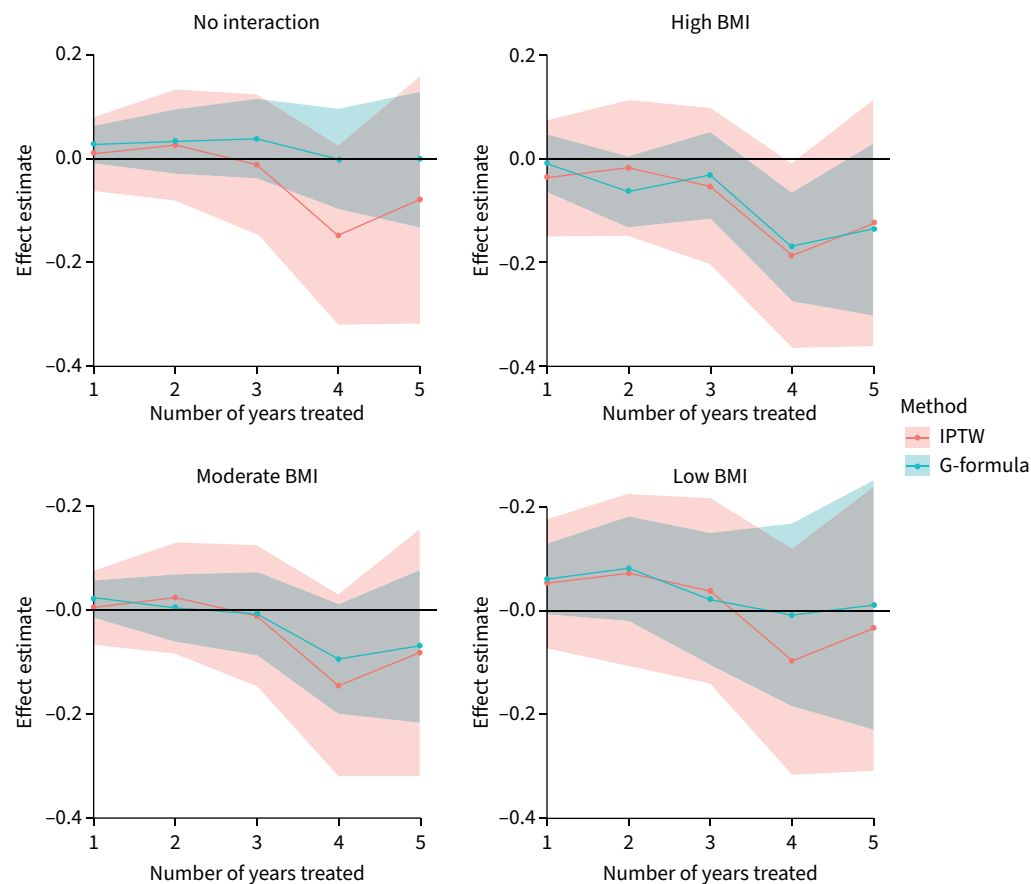 No interaction
0.2
0.0
–0.2
–0.4
Effect estimate
1 2 3 4 5
Number of years treated
High BMI
0.2
0.0
–0.2
–0.4
Effect estimate
1 2 3 4 5
Number of years treated
Method
IPTW
G-formula
Moderate BMI
–0.2
–0.0
–0.2
–0.4
Effect estimate
1 2 3 4 5
Number of years treated
Low BMI
–0.2
–0.0
–0.2
–0.4
Effect estimate
1 2 3 4 5
Number of years treated